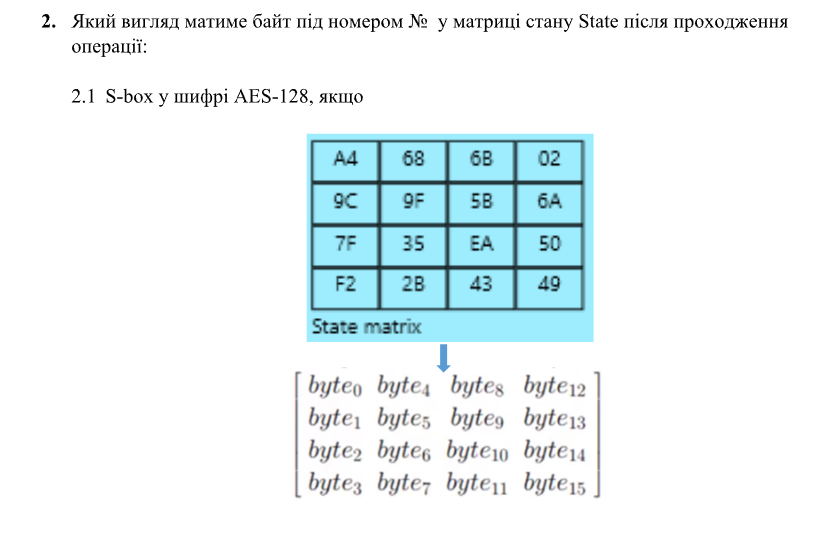 2. Який вигляд матиме байт під номером № у матриці стану State після проходження
операції:
2.1 S-box у шифрі AES-128, якщо
A4 68 6B 02
9C 9F 5B 6A
7F 35 EA 50
F2 2B 43 49
State matrix
byte₀ byte₄ byte₈ byte₁₂
byte₁ byte₅ byte₉ byte₁₃
byte₂ byte₆ byte₁₀ byte₁₄
byte₃ byte₇ byte₁₁ byte₁₅